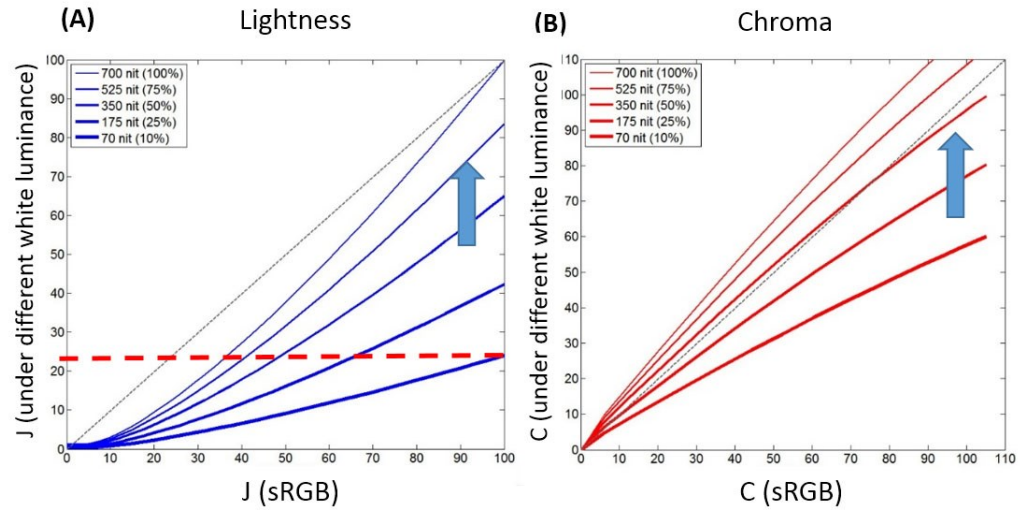 (A) Lightness
J (under different white luminance)
100
90
80
70
60
50
40
30
20
10
0
700 nit (100%)
525 nit (75%)
350 nit (50%)
175 nit (25%)
70 nit (10%)
0 10 20 30 40 50 60 70 80 90 100
J (sRGB)
(B) Chroma
C (under different white luminance)
110
100
90
80
70
60
50
40
30
20
10
0
700 nit (100%)
525 nit (75%)
350 nit (50%)
175 nit (25%)
70 nit (10%)
0 10 20 30 40 50 60 70 80 90 100 110
C (sRGB)